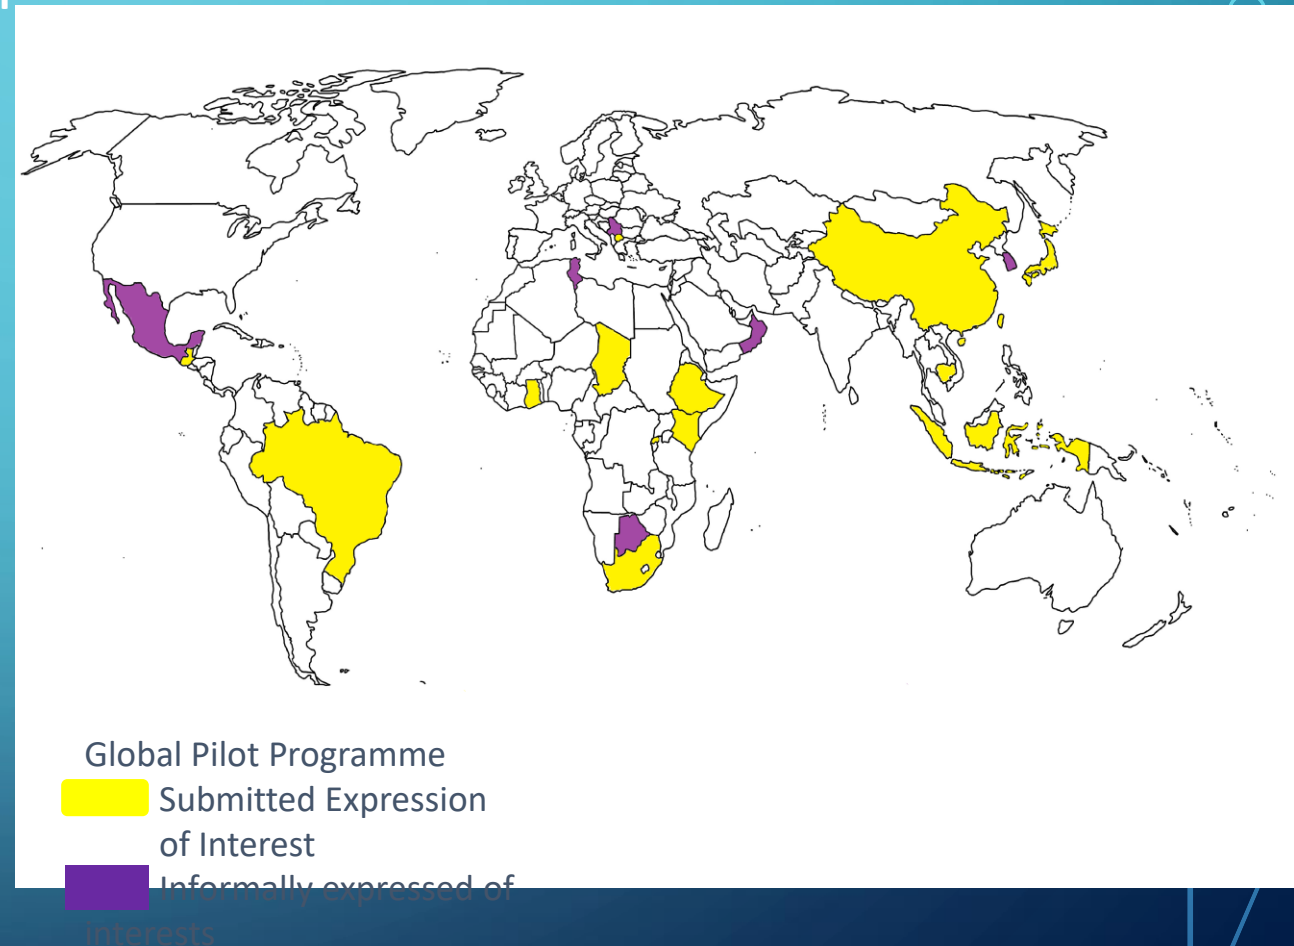 Global Pilot Programme
Submitted Expression
of Interest
Informally expressed of
interests